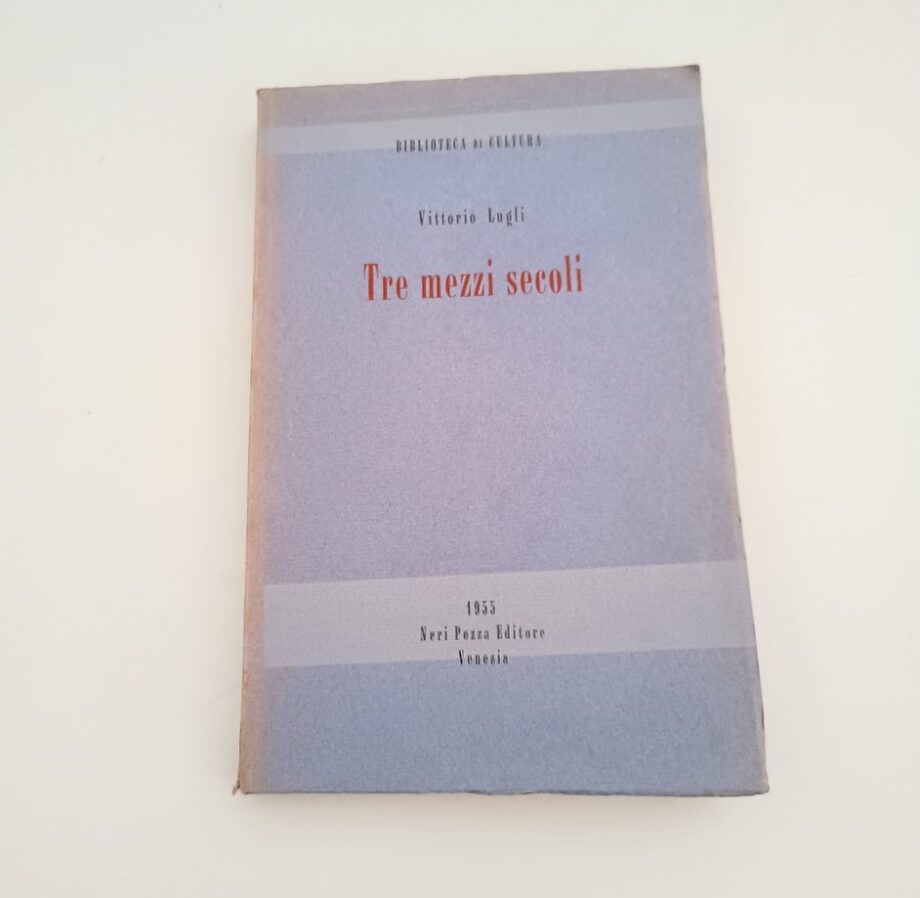 BIBLIOTECA DI CULTURA
Vittorio Lugli
Tre mezzi secoli
1955
Neri Pozza Editore
Venezia